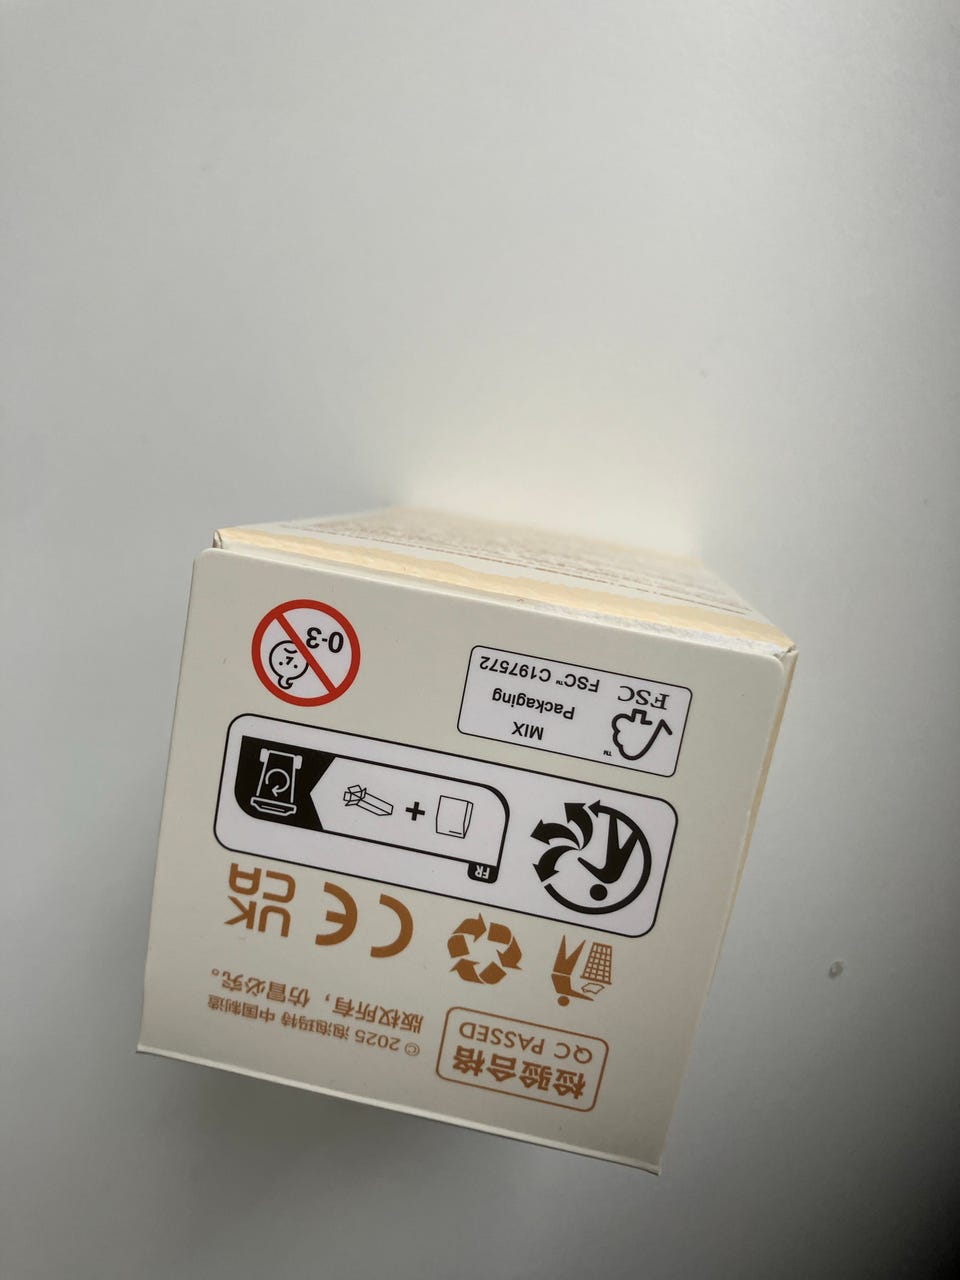 检验合格
QC PASSED
© 2025 泡泡玛特 中国制造
版权所有，仿冒必究。
CE
UK
CA
FR
MIX
Packaging
FSC
FSC™ C197572
0-3